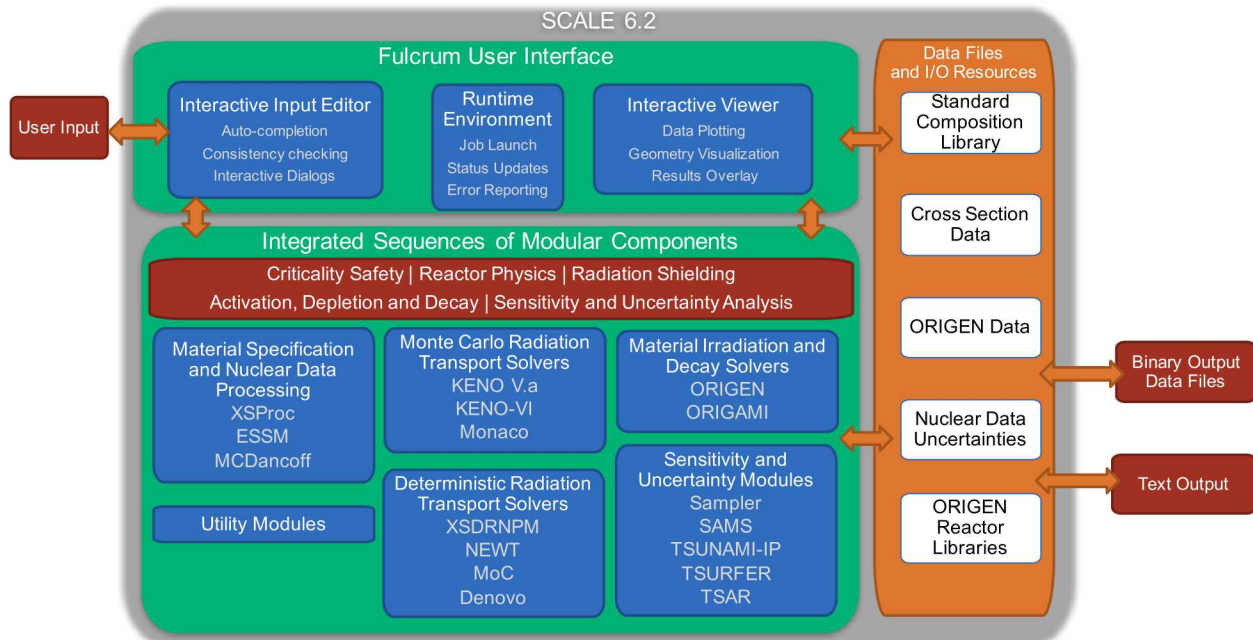 SCALE 6.2
Fulcrum User Interface
User Input
Interactive Input Editor
Auto-completion
Consistency checking
Interactive Dialogs
Runtime
Environment
Job Launch
Status Updates
Error Reporting
Interactive Viewer
Data Plotting
Geometry Visualization
Results Overlay
Integrated Sequences of Modular Components
Criticality Safety | Reactor Physics | Radiation Shielding
Activation, Depletion and Decay | Sensitivity and Uncertainty Analysis
Material Specification
and Nuclear Data
Processing
XSProc
ESSM
MCDancoff
Utility Modules
Monte Carlo Radiation
Transport Solvers
KENO V.a
KENO-VI
Monaco
Deterministic Radiation
Transport Solvers
XSDRNPM
NEWT
MoC
Denovo
Material Irradiation and
Decay Solvers
ORIGEN
ORIGAMI
Sensitivity and
Uncertainty Modules
Sampler
SAMS
TSUNAMI-IP
TSURFER
TSAR
Data Files
and I/O Resources
Standard
Composition
Library
Cross Section
Data
ORIGEN Data
Nuclear Data
Uncertainties
ORIGEN
Reactor
Libraries
Binary Output
Data Files
Text Output